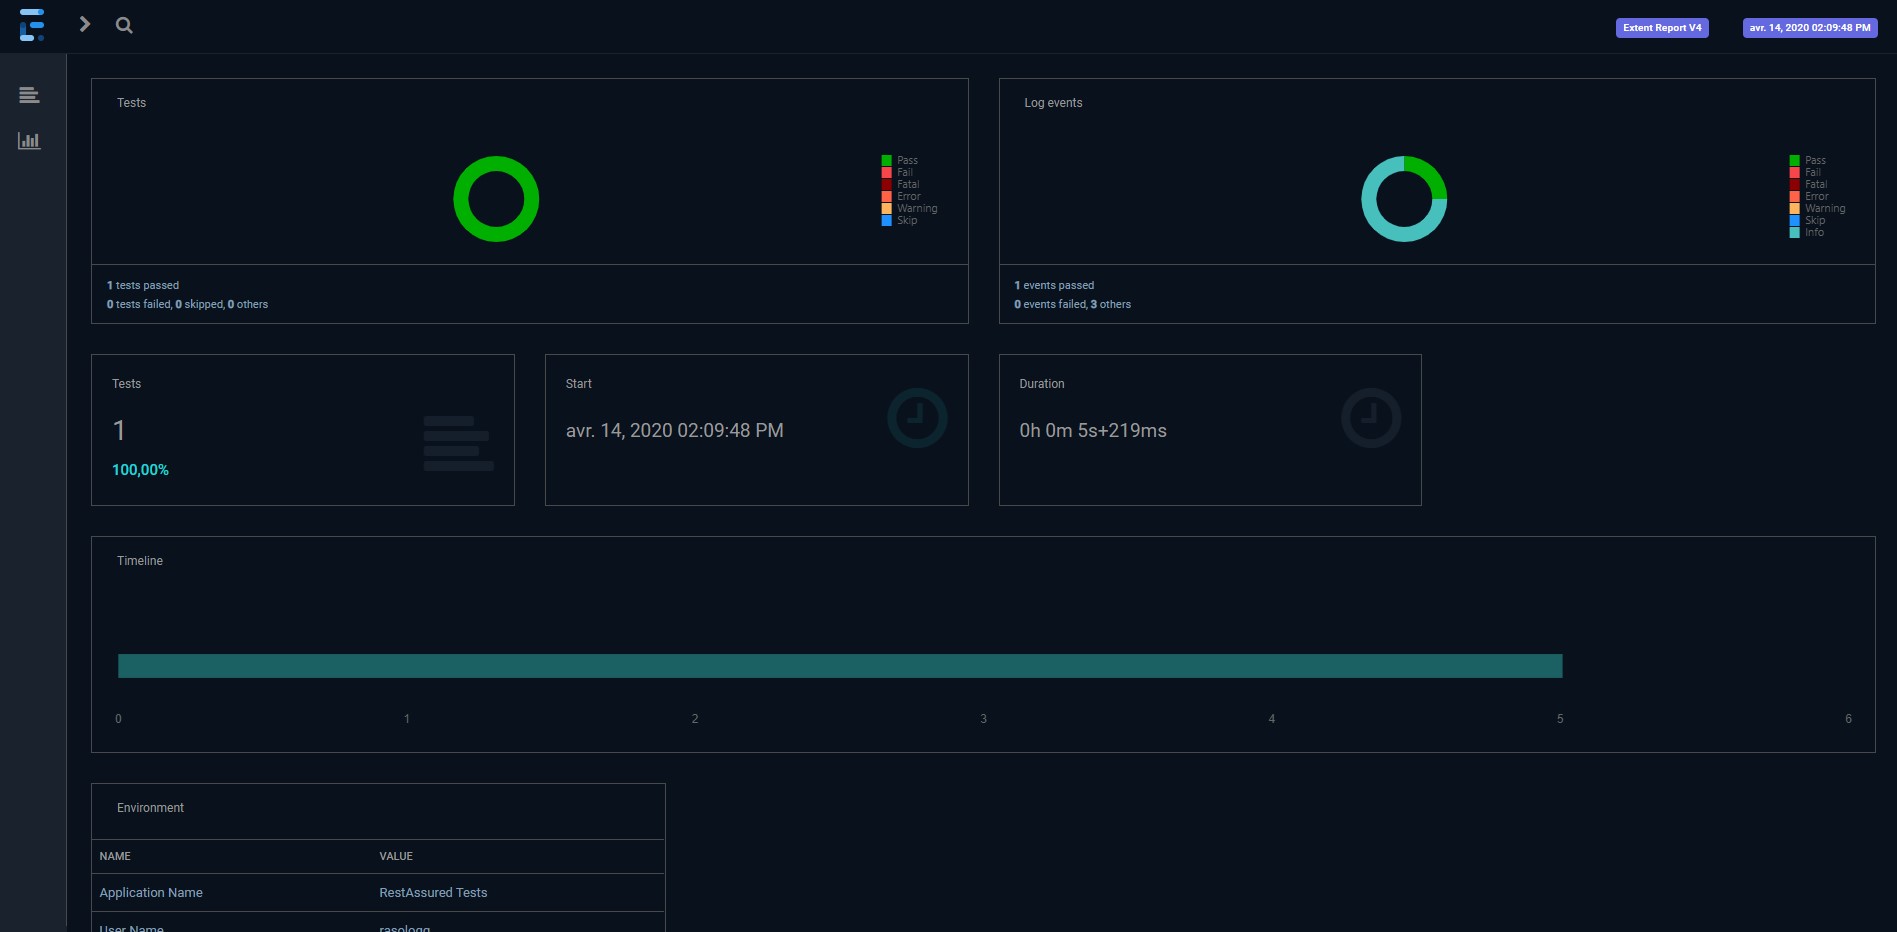 Extent Report V4
avr. 14, 2020 02:09:48 PM
Tests
Pass
Fail
Fatal
Error
Warning
Skip
1 tests passed
0 tests failed, 0 skipped, 0 others
Log events
Pass
Fail
Fatal
Error
Warning
Skip
Info
1 events passed
0 events failed, 3 others
Tests
1
100,00%
Start
avr. 14, 2020 02:09:48 PM
Duration
0h 0m 5s+219ms
Timeline
0 1 2 3 4 5 6
Environment
NAME VALUE
Application Name RestAssured Tests
User Name